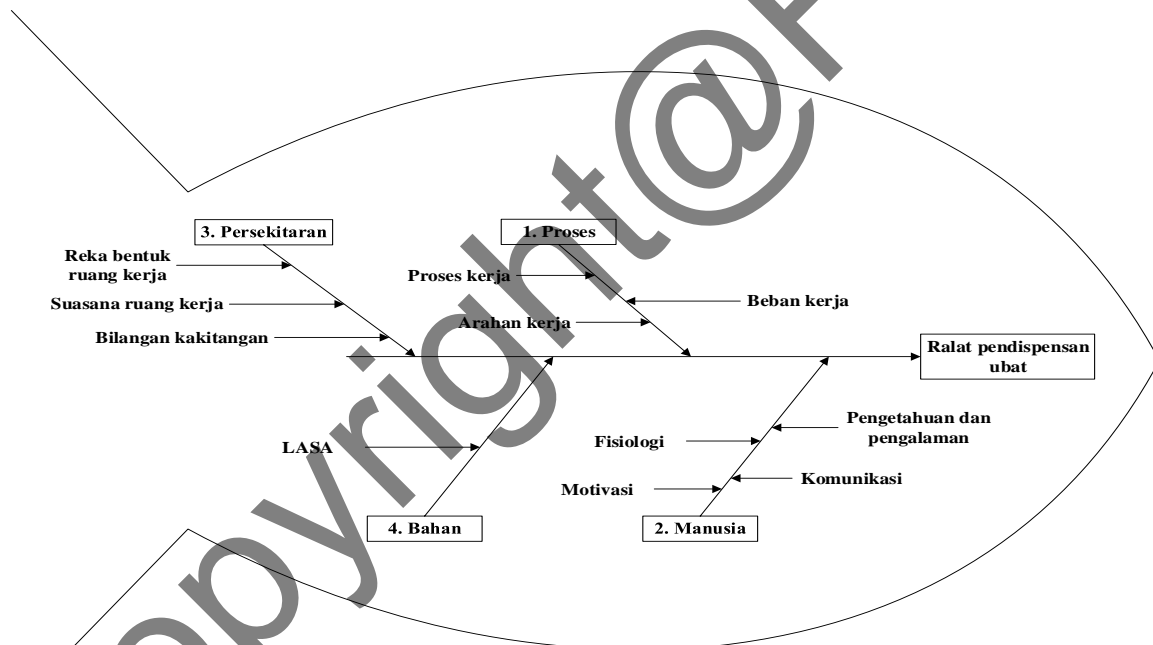 3. Persekitaran
Reka bentuk
ruang kerja
Suasana ruang kerja
Bilangan kakitangan
1. Proses
Proses kerja
Beban kerja
Arahan kerja
Ralat pendispensan
ubat
LASA
4. Bahan
Pengetahuan dan
pengalaman
Fisiologi
Komunikasi
Motivasi
2. Manusia
opyright@